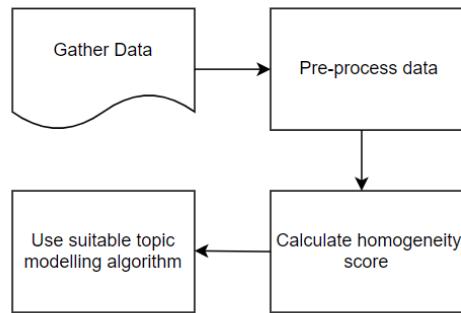 Gather Data
Pre-process data
Calculate homogeneity
score
Use suitable topic
modelling algorithm